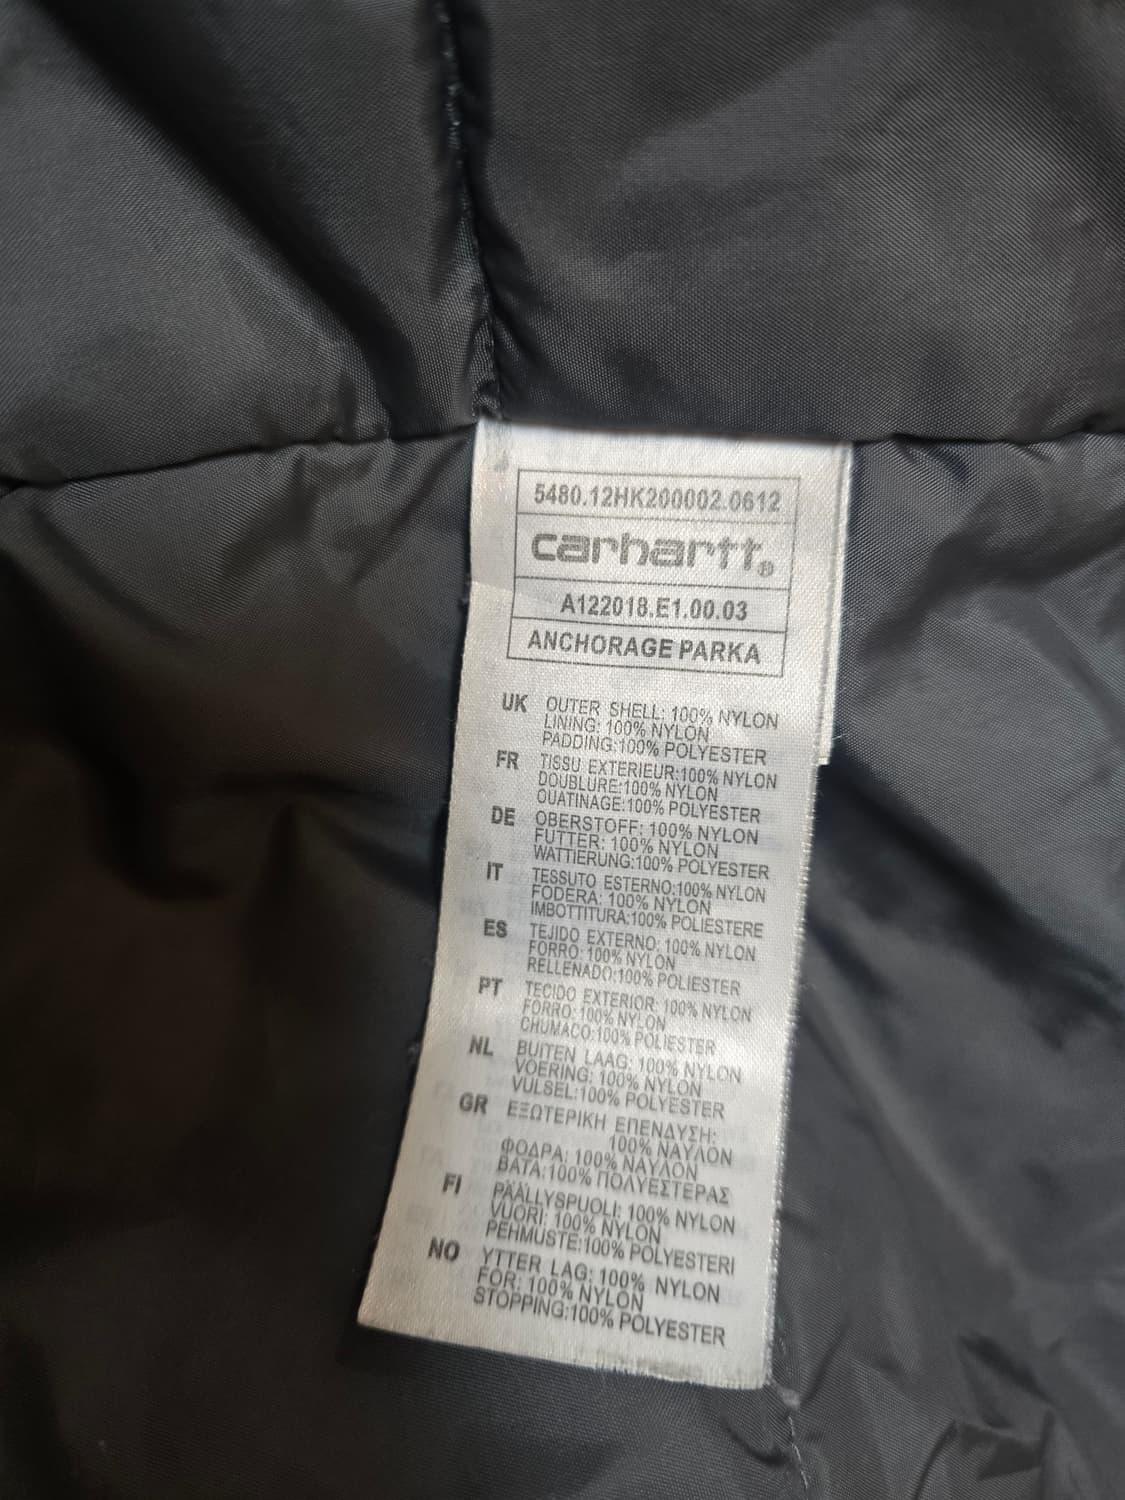 5480.12HK200002.0612
carhartt®
A122018.E1.00.03
ANCHORAGE PARKA
UK OUTER SHELL: 100% NYLON
LINING: 100% NYLON
PADDING:100% POLYESTER
FR TISSU EXTERIEUR:100% NYLON
DOUBLURE:100% NYLON
OUATINAGE:100% POLYESTER
DE OBERSTOFF: 100% NYLON
FUTTER: 100% NYLON
WATTIERUNG:100% POLYESTER
IT TESSUTO ESTERNO:100% NYLON
FODERA: 100% NYLON
IMBOTTITURA:100% POLIESTERE
ES TEJIDO EXTERNO: 100% NYLON
FORRO: 100% NYLON
RELLENADO:100% POLIESTER
PT TECIDO EXTERIOR: 100% NYLON
FORRO: 100% NYLON
CHUMACO:100% POLIESTER
NL BUITEN LAAG: 100% NYLON
VOERING: 100% NYLON
VULSEL:100% POLYESTER
GR ΕΞΩΤΕΡΙΚΗ ΕΠΕΝΔΥΣΗ:
100% ΝΑΥΛΟΝ
ΦΟΔΡΑ: 100% ΝΑΥΛΟΝ
ΒΑΤΑ:100% ΠΟΛΥΕΣΤΕΡΑΣ
FI PÄÄLLYSPUOLI: 100% NYLON
VUORI: 100% NYLON
PEHMUSTE:100% POLYESTERI
NO YTTER LAG: 100% NYLON
FOR: 100% NYLON
STOPPING:100% POLYESTER